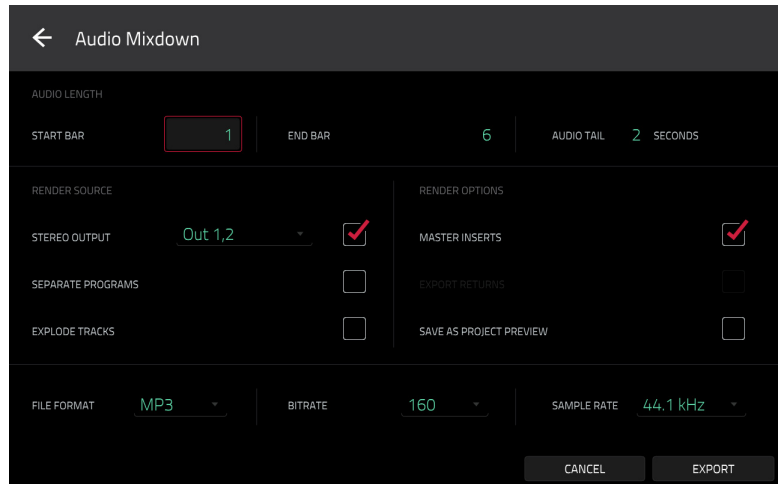 Audio Mixdown
AUDIO LENGTH
START BAR 1 END BAR 6 AUDIO TAIL 2 SECONDS
RENDER SOURCE RENDER OPTIONS
STEREO OUTPUT Out 1,2 MASTER INSERTS
SEPARATE PROGRAMS EXPORT RETURNS
EXPLODE TRACKS SAVE AS PROJECT PREVIEW
FILE FORMAT MP3 BITRATE 160 SAMPLE RATE 44.1 kHz
CANCEL EXPORT